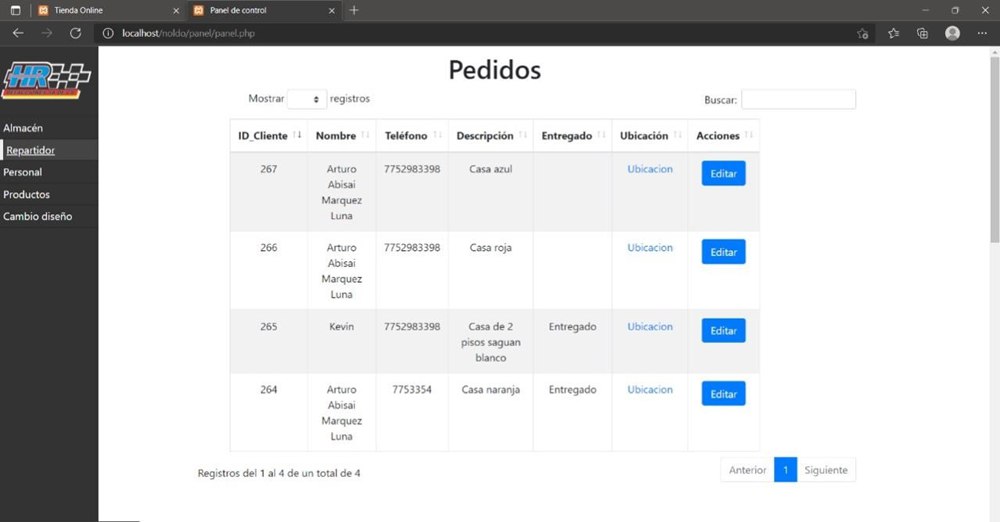 Tienda Online
Panel de control
localhost/noldo/panel/panel.php
HR
Almacén
Repartidor
Personal
Productos
Cambio diseño
Pedidos
Mostrar registros
Buscar:
ID_Cliente Nombre Teléfono Descripción Entregado Ubicación Acciones
267 Arturo 7752983398 Casa azul Ubicacion Editar
Abisai
Marquez
Luna
266 Arturo 7752983398 Casa roja Ubicacion Editar
Abisai
Marquez
Luna
265 Kevin 7752983398 Casa de 2 Entregado Ubicacion Editar
pisos saguan
blanco
264 Arturo 7753354 Casa naranja Entregado Ubicacion Editar
Abisai
Marquez
Luna
Registros del 1 al 4 de un total de 4
Anterior 1 Siguiente